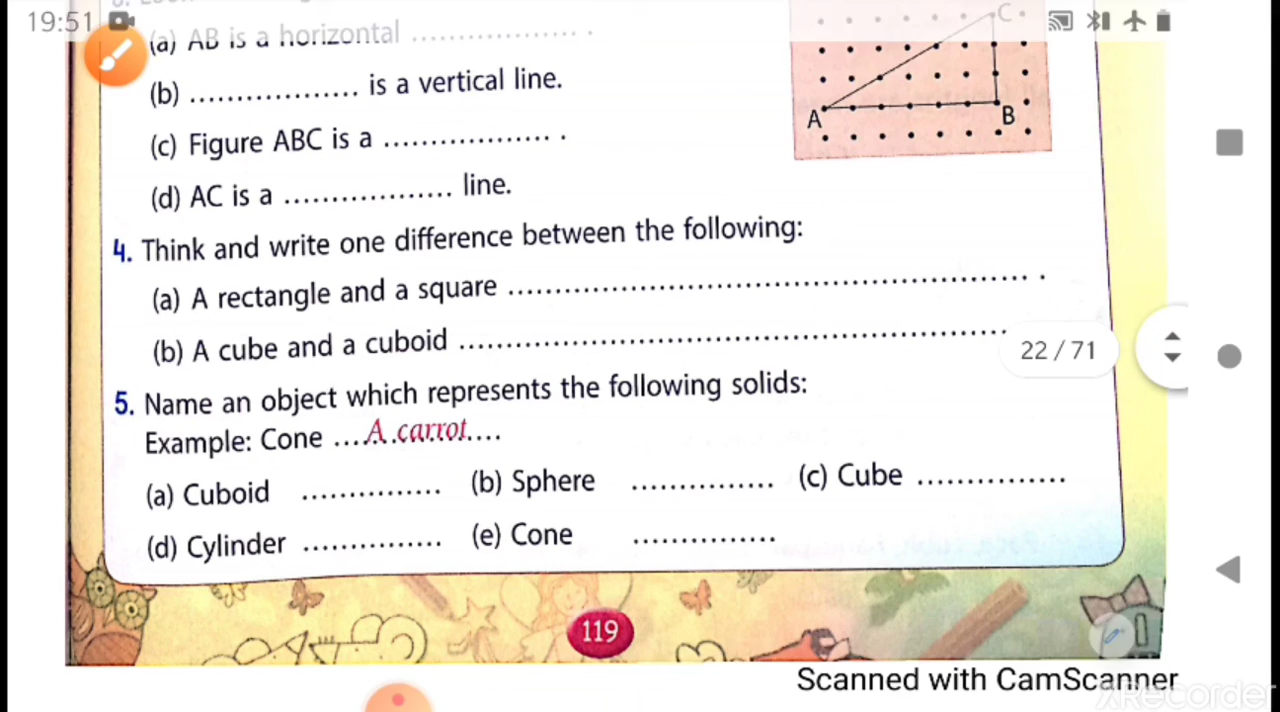 19:51
(a) AB is a horizontal .................. .
(b) .................. is a vertical line.
(c) Figure ABC is a .................. .
(d) AC is a .................. line.
C
A
B
4. Think and write one difference between the following:
(a) A rectangle and a square .................................................... .
(b) A cube and a cuboid ....................................................
22 / 71
5. Name an object which represents the following solids:
Example: Cone .... A carrot ....
(a) Cuboid ............... (b) Sphere ............... (c) Cube ...............
(d) Cylinder ............... (e) Cone ...............
119
Scanned with CamScanner
XRecorder